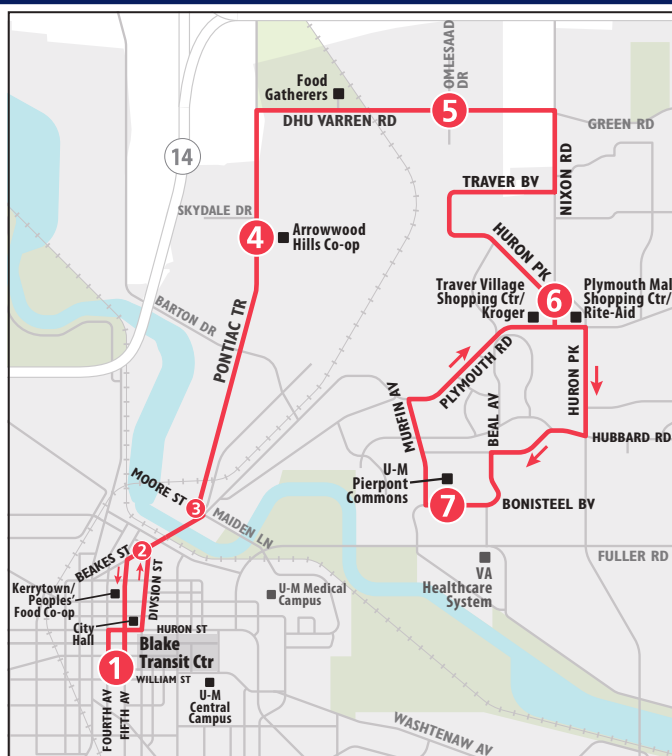 OMLESAAD
DR
5
Food
Gatherers
DHU VARREN RD
GREEN RD
14
TRAVER BV
NIXON RD
SKYDALE DR
4
Arrowwood
Hills Co-op
HURON PK
BARTON DR
PONTIAC TR
Traver Village
Shopping Ctr/
Kroger
6
Plymouth Mal
Shopping Ctr/
Rite-Aid
PLYMOUTH RD
HURON PK
MURFIN AV
BEAL AV
HUBBARD RD
U-M
Pierpont
Commons
7
BONISTEEL BV
MOORE ST
3
MAIDEN LN
BEAKES ST
2
FULLER RD
VA
Healthcare
System
Kerrytown/
Peoples'
Food Co-op
DIVSION ST
U-M Medical
Campus
City
Hall
HURON ST
1
Blake
Transit Ctr
WILLIAM ST
FOURTH AV
FIFTH AV
U-M
Central
Campus
WASHTENAW AV